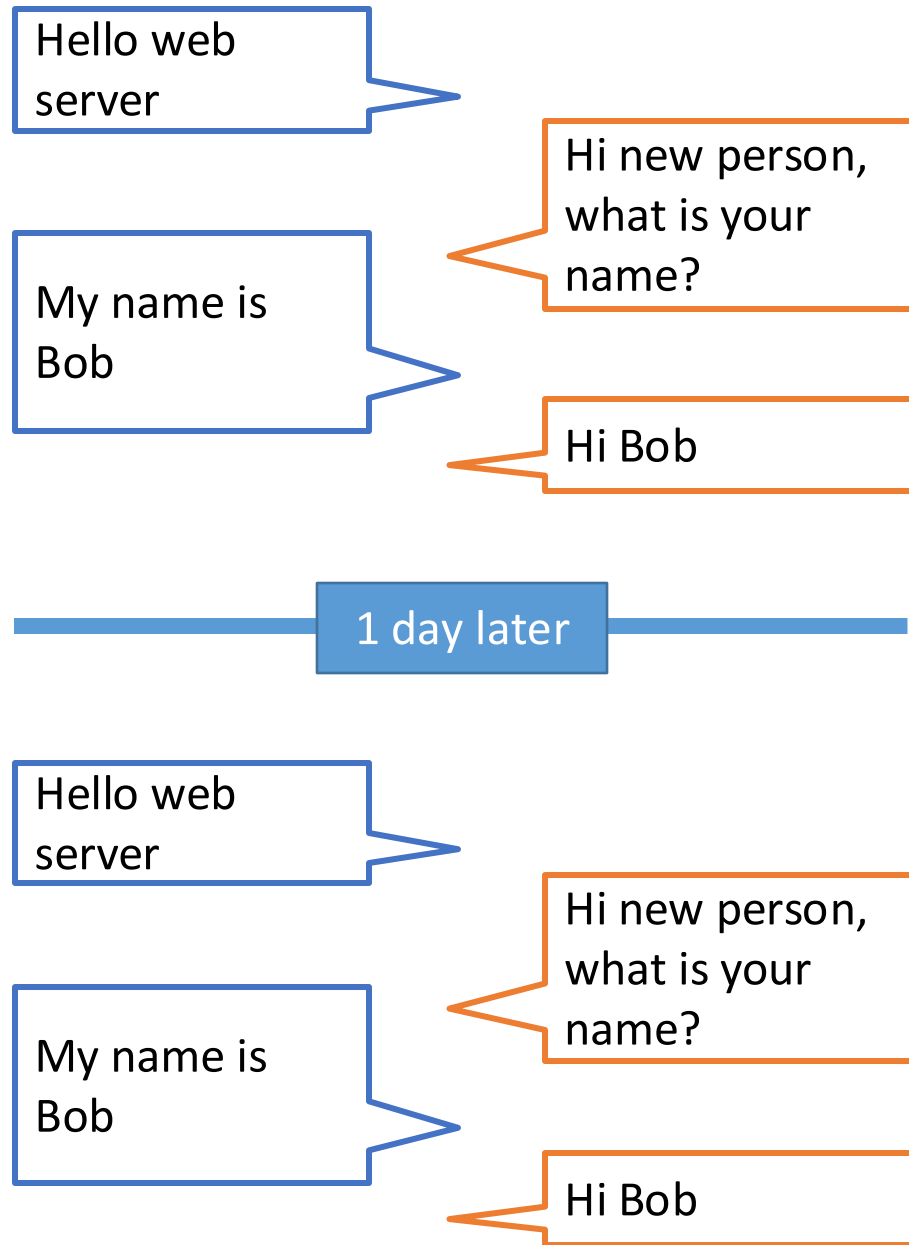 Hello web
server
Hi new person,
what is your
name?
My name is
Bob
Hi Bob
1 day later
Hello web
server
Hi new person,
what is your
name?
My name is
Bob
Hi Bob